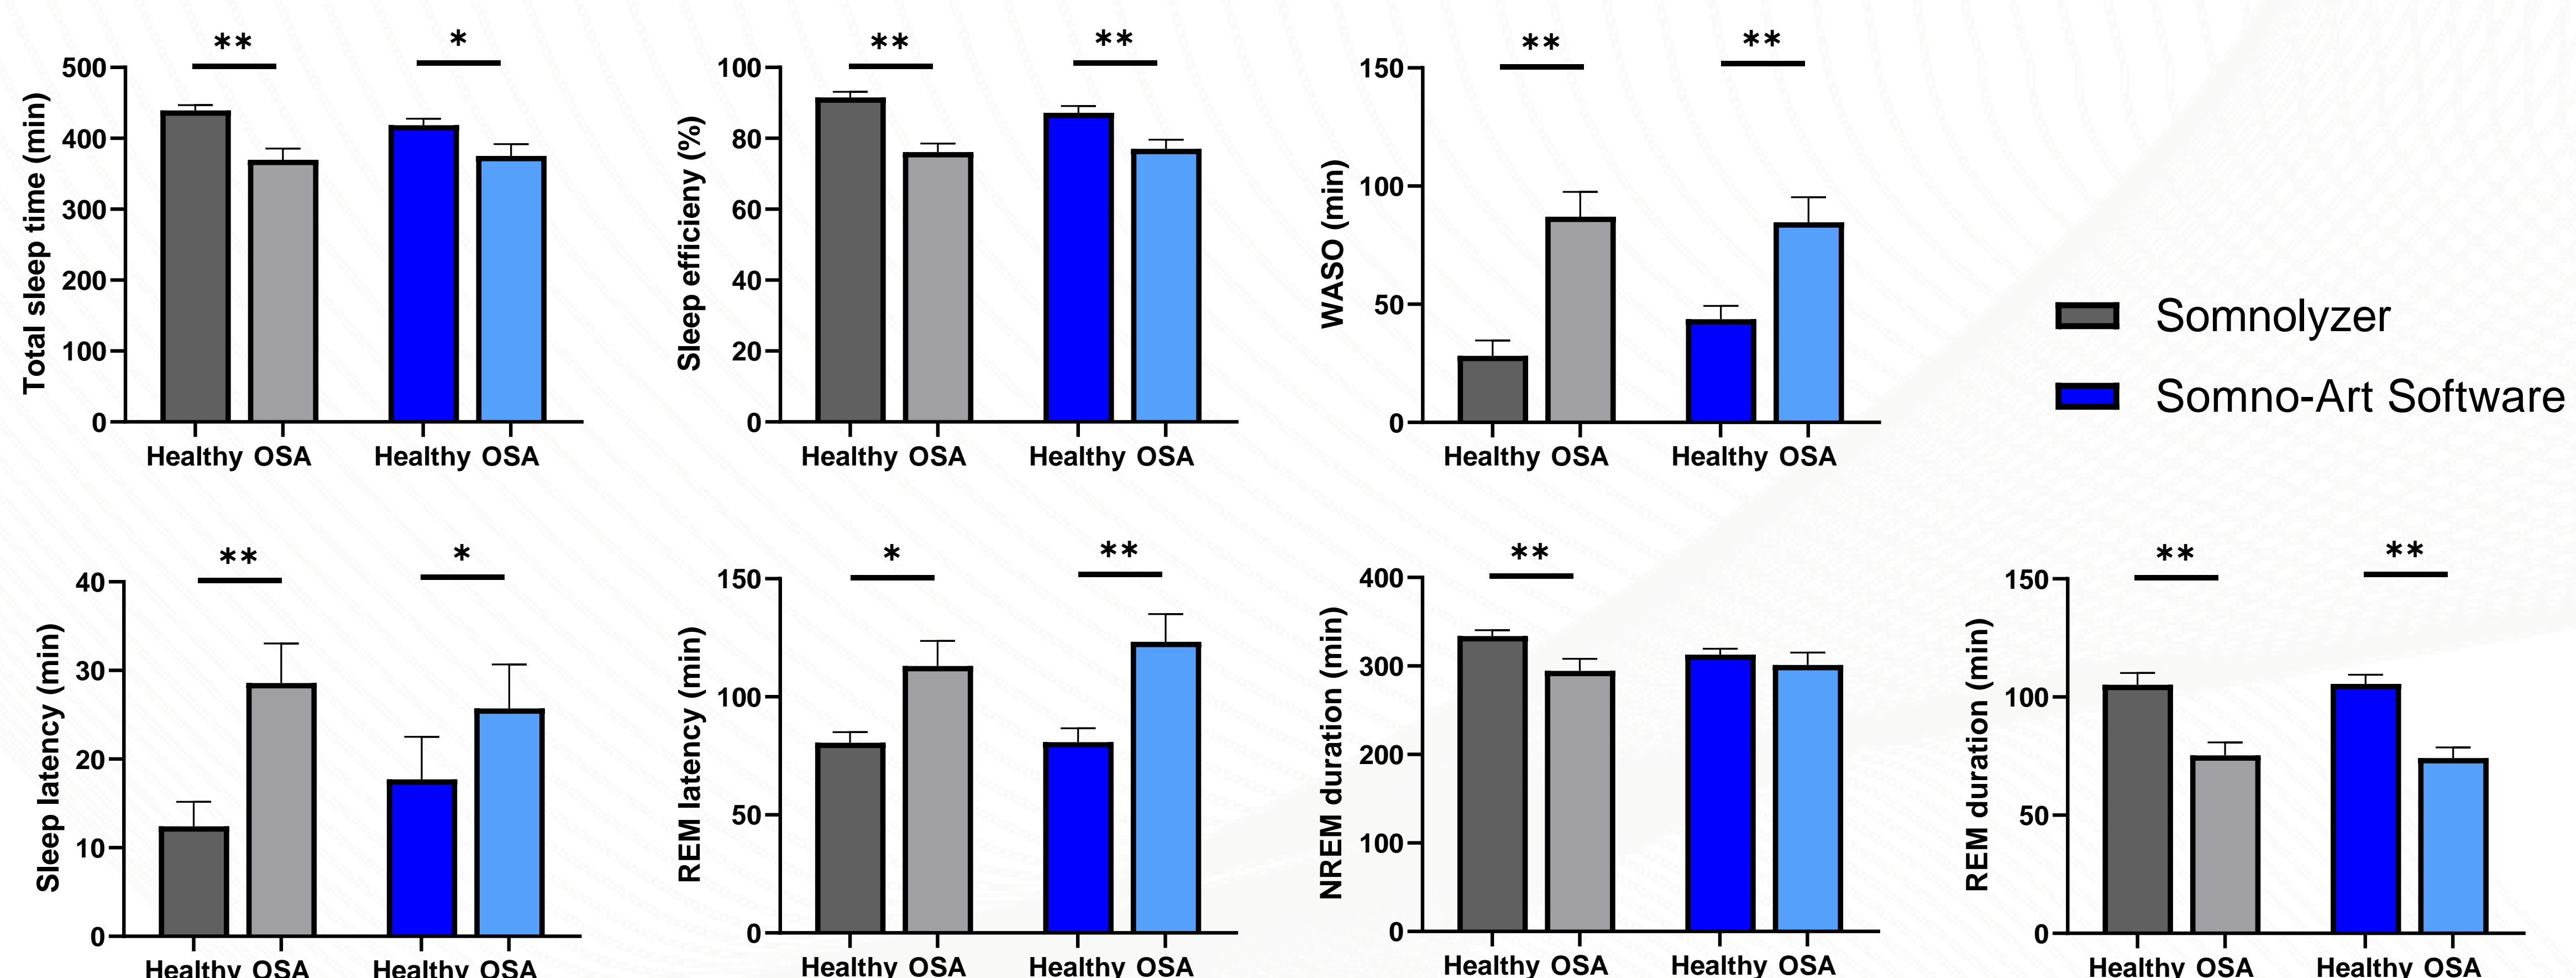 ** *
500
400
300
200
100
0
Total sleep time (min)
Healthy OSA Healthy OSA
** **
100
80
60
40
20
0
Sleep efficieny (%)
Healthy OSA Healthy OSA
** **
150
100
50
0
WASO (min)
Healthy OSA Healthy OSA
Somnolyzer
Somno-Art Software
** *
40
30
20
10
0
Sleep latency (min)
Healthy OSA Healthy OSA
* **
150
100
50
0
REM latency (min)
Healthy OSA Healthy OSA
**
400
300
200
100
0
NREM duration (min)
Healthy OSA Healthy OSA
** **
150
100
50
0
REM duration (min)
Healthy OSA Healthy OSA